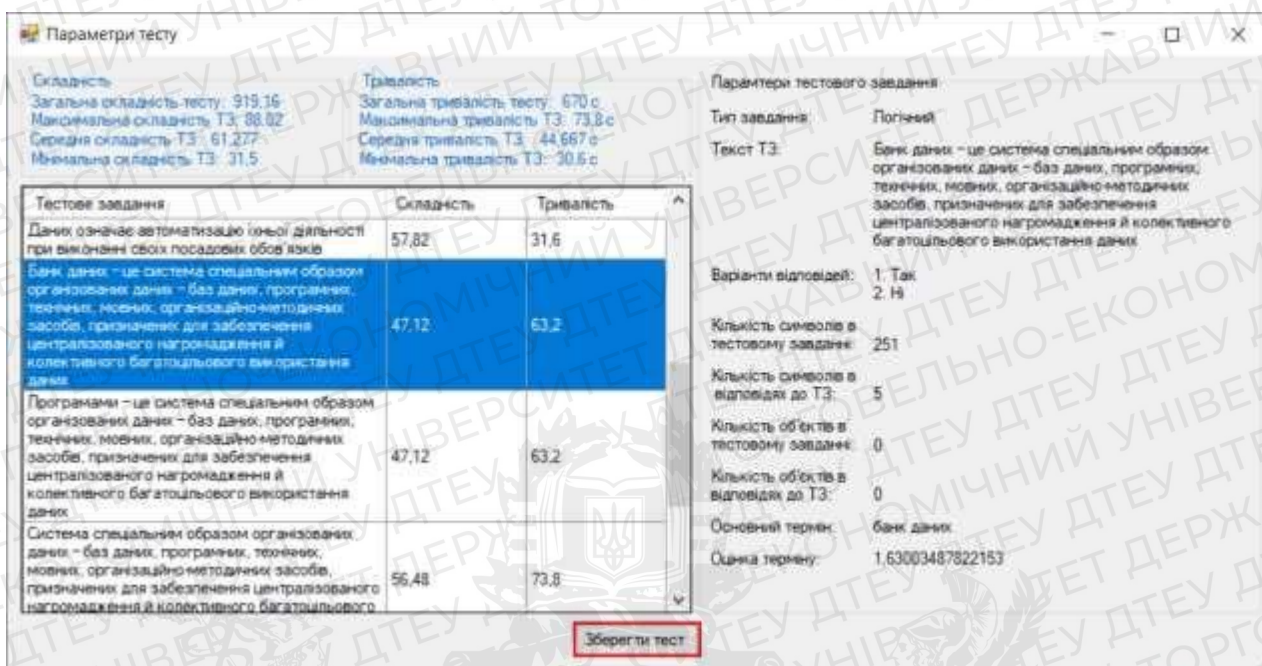 Параметри тесту
Складність
Загальна складність тесту: 919,16
Максимальна складність ТЗ: 88,02
Середня складність ТЗ: 61,277
Мінімальна складність ТЗ: 31,5
Тривалість
Загальна тривалість тесту: 670 с
Максимальна тривалість ТЗ: 73,8 с
Середня тривалість ТЗ: 44,667 с
Мінімальна тривалість ТЗ: 30,6 с
Тестове завдання Складність Тривалість
Даних означає автоматизацію їхньої діяльності
при виконанні своїх посадових обов'язків
57,82 31,6
Банк даних – це система спеціальним образом
організованих даних – баз даних, програмних,
технічних, мовних, організаційно-методичних
засобів, призначених для забезпечення
централізованого нагромадження й
колективного багатоцільового використання
даних
47,12 63,2
Програмами – це система спеціальним образом
організованих даних – баз даних, програмних,
технічних, мовних, організаційно-методичних
засобів, призначених для забезпечення
централізованого нагромадження й
колективного багатоцільового використання
даних
47,12 63,2
Система спеціальним образом організованих
даних – баз даних, програмних, технічних,
мовних, організаційно-методичних засобів,
призначених для забезпечення централізованого
нагромадження й колективного багатоцільового
56,48 73,8
Парамтери тестового завдання
Тип завдання: Логічний
Текст ТЗ: Банк даних – це система спеціальним образом
організованих даних – баз даних, програмних,
технічних, мовних, організаційно-методичних
засобів, призначених для забезпечення
централізованого нагромадження й колективного
багатоцільового використання даних
Варіанти відповідей: 1. Так
2. Ні
Кількість символів в
тестовому завданні: 251
Кількість символів в
відповідях до ТЗ: 5
Кількість об'єктів в
тестовому завданні: 0
Кількість об'єктів в
відповідях до ТЗ: 0
Основний термін: банк даних
Оцінка терміну: 1,63003487822153
Зберегти тест